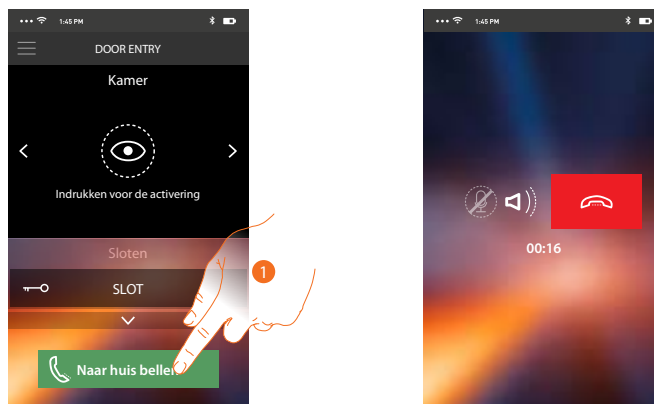 1:45 PM
DOOR ENTRY
Kamer
Indrukken voor de activering
Sloten
SLOT
1
Naar huis bellen
1:45 PM
00:16